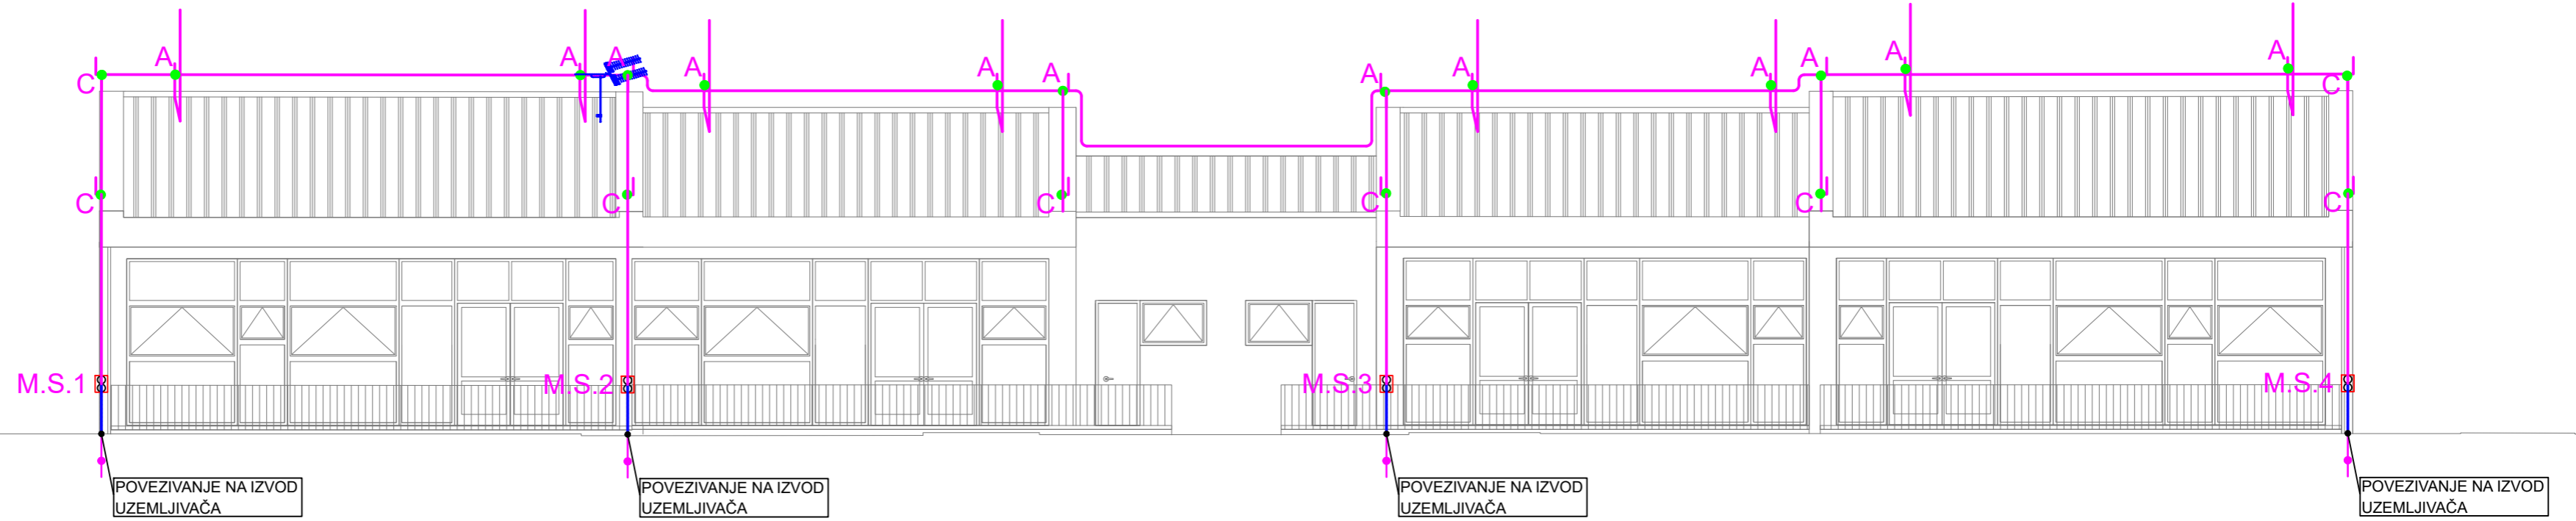 A A A A A A A A A A A A
C C
C C C C C C
M.S.1 M.S.2 M.S.3 M.S.4
POVEZIVANJE NA IZVOD
UZEMLJIVAČA
POVEZIVANJE NA IZVOD
UZEMLJIVAČA
POVEZIVANJE NA IZVOD
UZEMLJIVAČA
POVEZIVANJE NA IZVOD
UZEMLJIVAČA